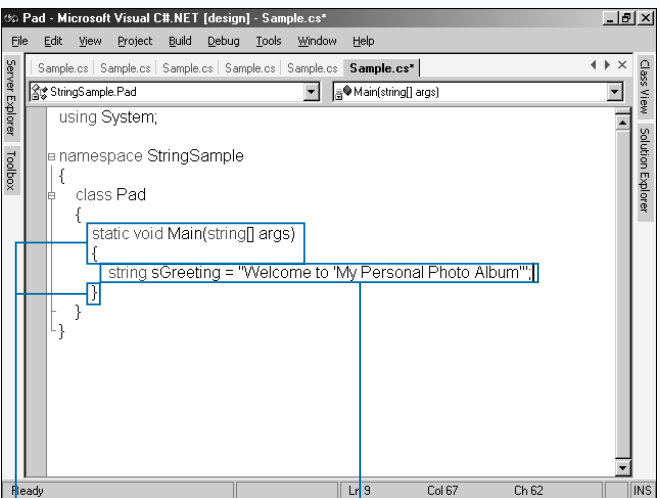 Pad - Microsoft Visual C#.NET [design] - Sample.cs*
File Edit View Project Build Debug Tools Window Help
Sample.cs Sample.cs Sample.cs Sample.cs Sample.cs Sample.cs*
StringSample.Pad Main(string[] args)
Server Explorer
Toolbox
Class View
Solution Explorer
using System;
namespace StringSample
{
class Pad
{
static void Main(string[] args)
{
string sGreeting = "Welcome to 'My Personal Photo Album'";
}
}
}
Ready Ln 9 Col 67 Ch 62 INS